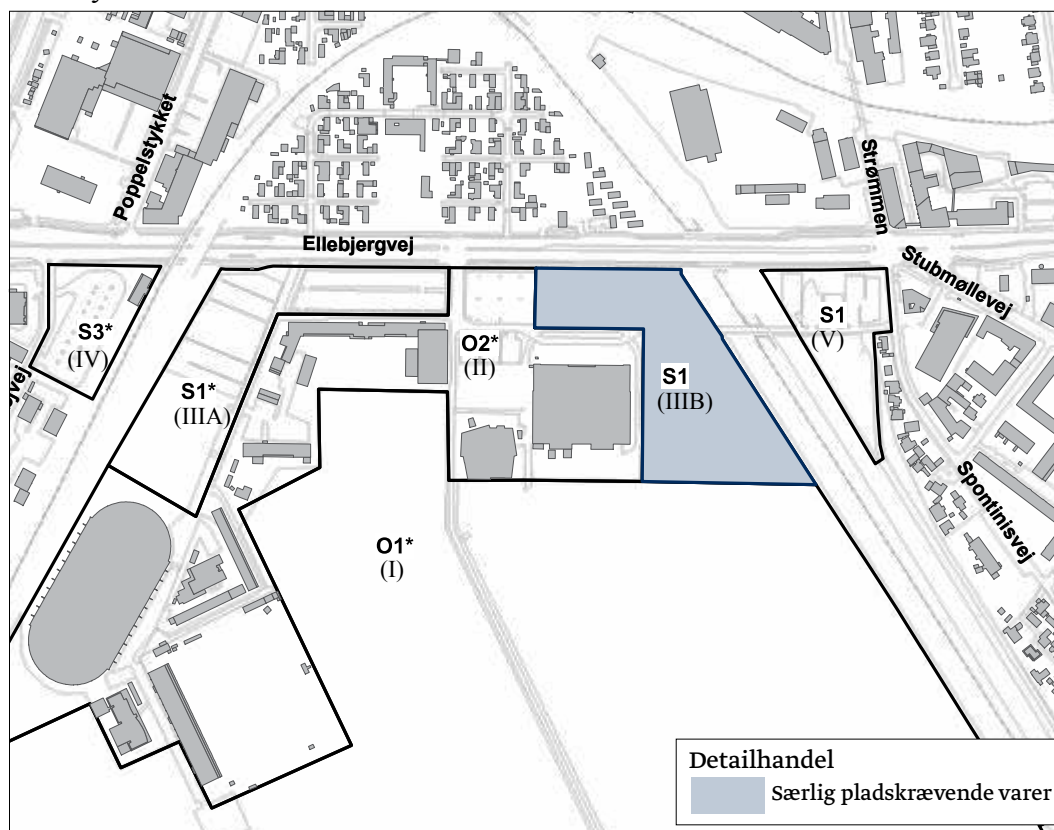 Poppelstykket
Strømmen
Ellebjergvej
Stubmøllevej
S3*
(IV)
S1*
(IIIA)
O2*
(II)
S1
(IIIB)
S1
(V)
Spontinisvej
O1*
(I)
Detailhandel
Særlig pladskrævende varer